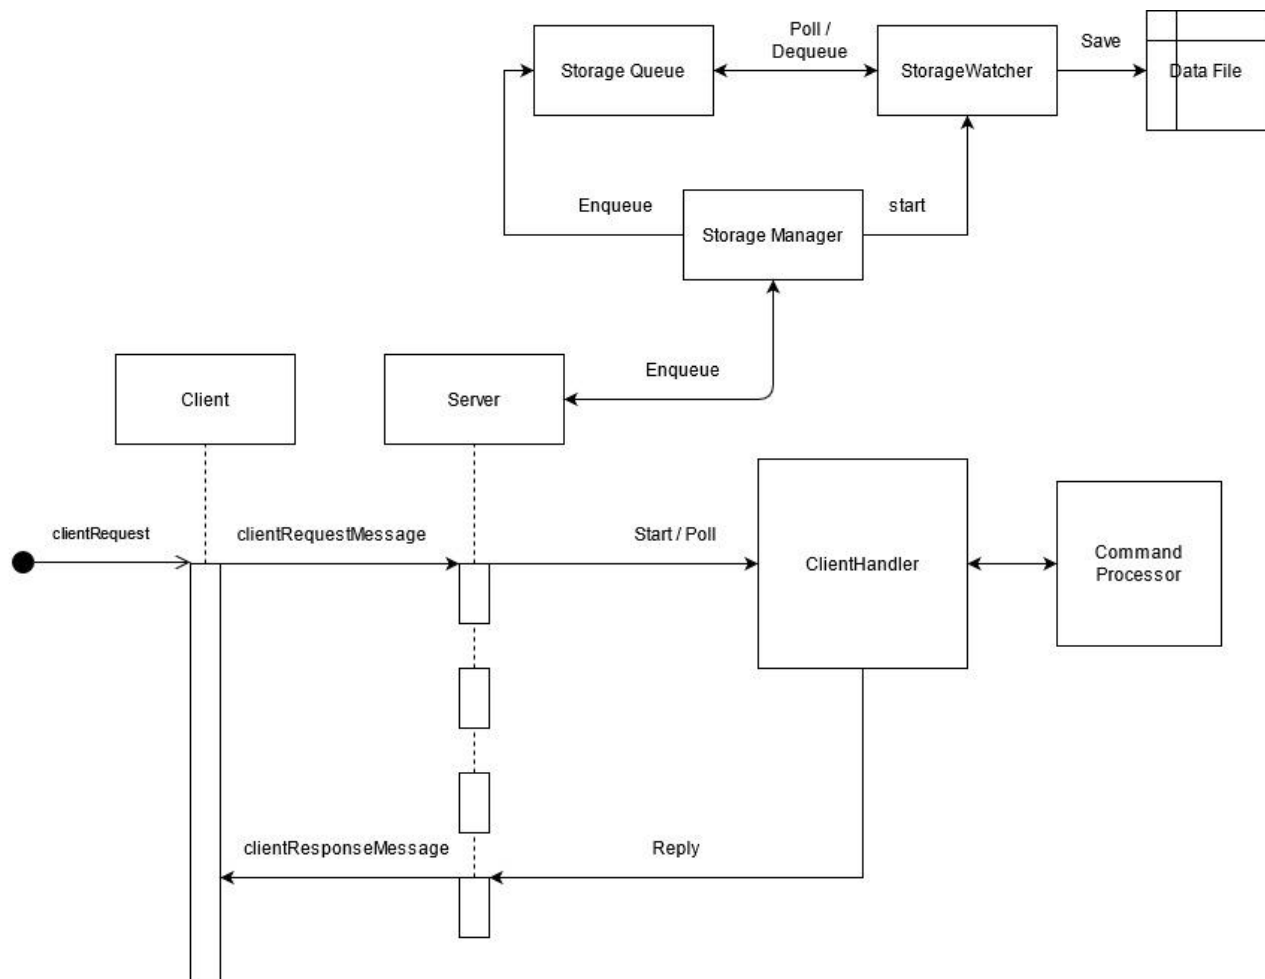 Poll /
Dequeue
Save
Storage Queue
StorageWatcher
Data File
Enqueue
start
Storage Manager
Enqueue
Client
Server
clientRequest
clientRequestMessage
Start / Poll
ClientHandler
Command
Processor
clientResponseMessage
Reply